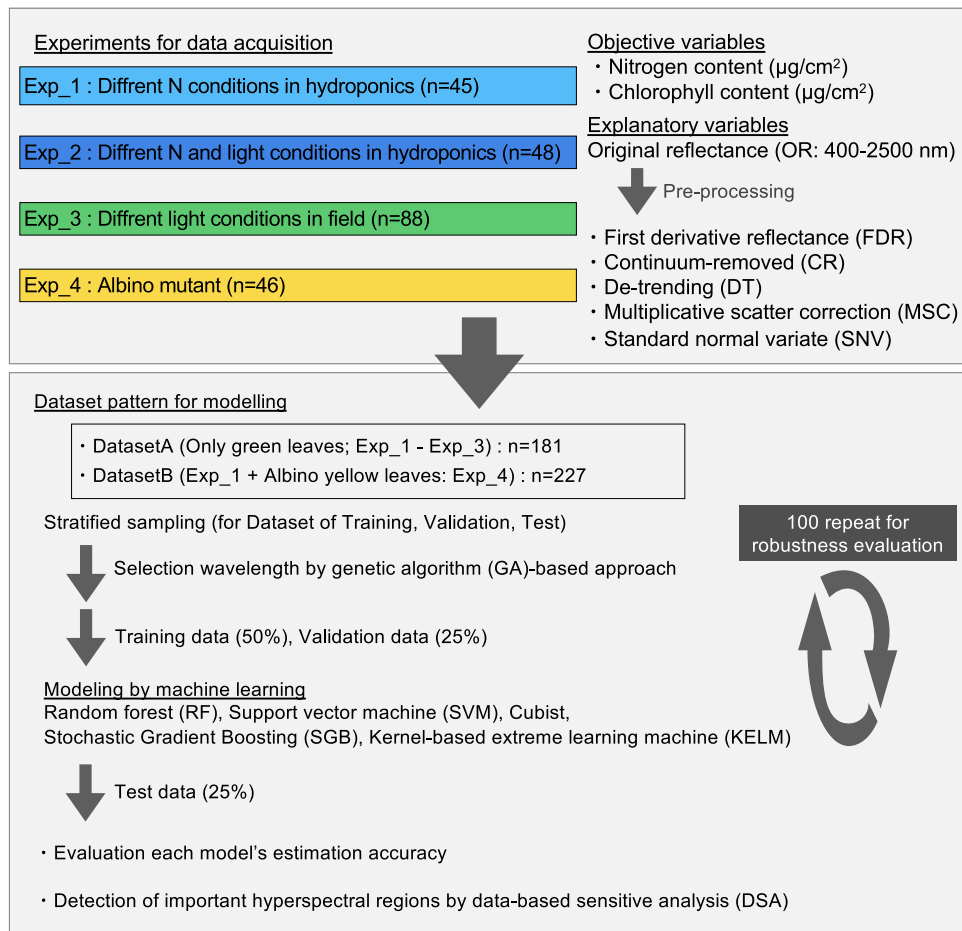 Experiments for data acquisition
Exp_1 : Diffrent N conditions in hydroponics (n=45)
Exp_2 : Diffrent N and light conditions in hydroponics (n=48)
Exp_3 : Diffrent light conditions in field (n=88)
Exp_4 : Albino mutant (n=46)
Objective variables
・Nitrogen content (µg/cm²)
・Chlorophyll content (µg/cm²)
Explanatory variables
Original reflectance (OR: 400-2500 nm)
Pre-processing
・First derivative reflectance (FDR)
・Continuum-removed (CR)
・De-trending (DT)
・Multiplicative scatter correction (MSC)
・Standard normal variate (SNV)
Dataset pattern for modelling
・DatasetA (Only green leaves; Exp_1 - Exp_3) : n=181
・DatasetB (Exp_1 + Albino yellow leaves: Exp_4) : n=227
Stratified sampling (for Dataset of Training, Validation, Test)
Selection wavelength by genetic algorithm (GA)-based approach
Training data (50%), Validation data (25%)
100 repeat for
robustness evaluation
Modeling by machine learning
Random forest (RF), Support vector machine (SVM), Cubist,
Stochastic Gradient Boosting (SGB), Kernel-based extreme learning machine (KELM)
Test data (25%)
・Evaluation each model's estimation accuracy
・Detection of important hyperspectral regions by data-based sensitive analysis (DSA)